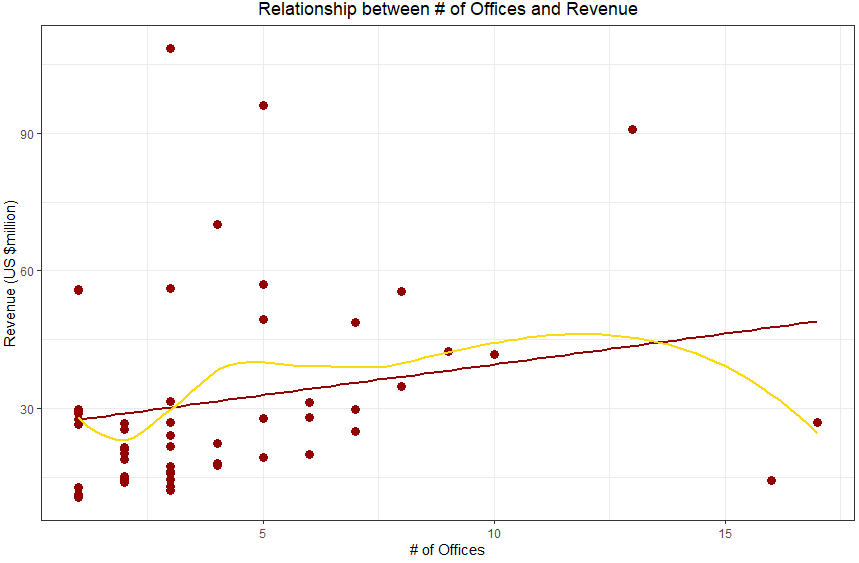 Relationship between # of Offices and Revenue
Revenue (US $million)
90
60
30
5
10
15
# of Offices